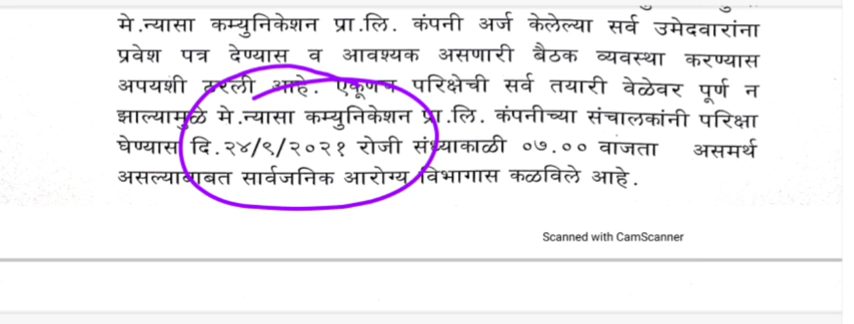 मे.न्यासा कम्युनिकेशन प्रा.लि. कंपनी अर्ज केलेल्या सर्व उमेदवारांना
प्रवेश पत्र देण्यास व आवश्यक असणारी बैठक व्यवस्था करण्यास
अपयशी ठरली आहे. एकूणच परिक्षेची सर्व तयारी वेळेवर पूर्ण न
झाल्यामुळे मे.न्यासा कम्युनिकेशन प्रा.लि. कंपनीच्या संचालकांनी परिक्षा
घेण्यास दि.२४/९/२०२१ रोजी संध्याकाळी ०७.०० वाजता असमर्थ
असल्याबाबत सार्वजनिक आरोग्य विभागास कळविले आहे.
Scanned with CamScanner